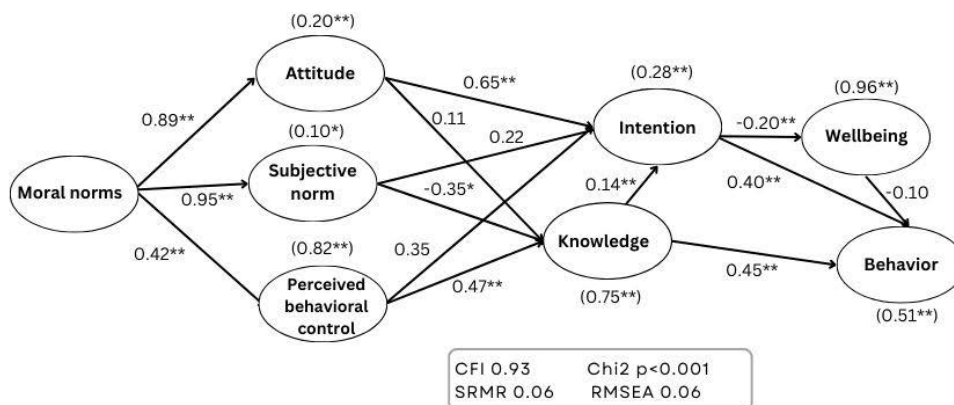 (0.20**)
Attitude
(0.28**)
(0.96**)
0.65**
0.89**
0.11
Intention
-0.20**
Wellbeing
(0.10*)
0.22
Subjective
norm
Moral norms
0.95**
-0.35*
0.14**
0.40**
-0.10
0.42**
(0.82**)
0.35
Knowledge
Perceived
behavioral
control
0.47**
0.45**
Behavior
(0.75**)
(0.51**)
CFI 0.93 Chi2 p<0.001
SRMR 0.06 RMSEA 0.06